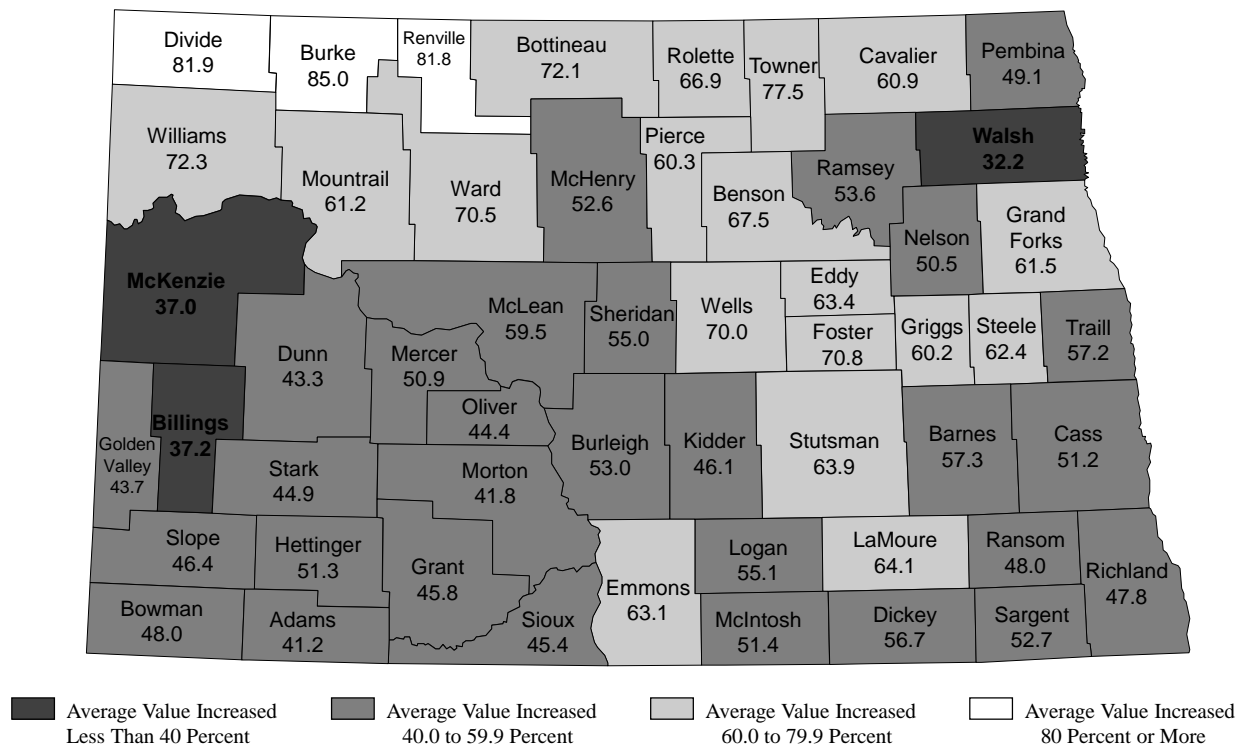 Divide
81.9
Burke
85.0
Renville
81.8
Bottineau
72.1
Rolette
66.9
Towner
77.5
Cavalier
60.9
Pembina
49.1
Williams
72.3
Mountrail
61.2
Ward
70.5
McHenry
52.6
Pierce
60.3
Benson
67.5
Ramsey
53.6
Walsh
32.2
Nelson
50.5
Grand
Forks
61.5
McKenzie
37.0
McLean
59.5
Sheridan
55.0
Wells
70.0
Eddy
63.4
Foster
70.8
Griggs
60.2
Steele
62.4
Traill
57.2
Dunn
43.3
Mercer
50.9
Oliver
44.4
Golden
Valley
43.7
Billings
37.2
Stark
44.9
Morton
41.8
Burleigh
53.0
Kidder
46.1
Stutsman
63.9
Barnes
57.3
Cass
51.2
Slope
46.4
Hettinger
51.3
Grant
45.8
Emmons
63.1
Logan
55.1
LaMoure
64.1
Ransom
48.0
Richland
47.8
Bowman
48.0
Adams
41.2
Sioux
45.4
McIntosh
51.4
Dickey
56.7
Sargent
52.7
Average Value Increased
Less Than 40 Percent
Average Value Increased
40.0 to 59.9 Percent
Average Value Increased
60.0 to 79.9 Percent
Average Value Increased
80 Percent or More